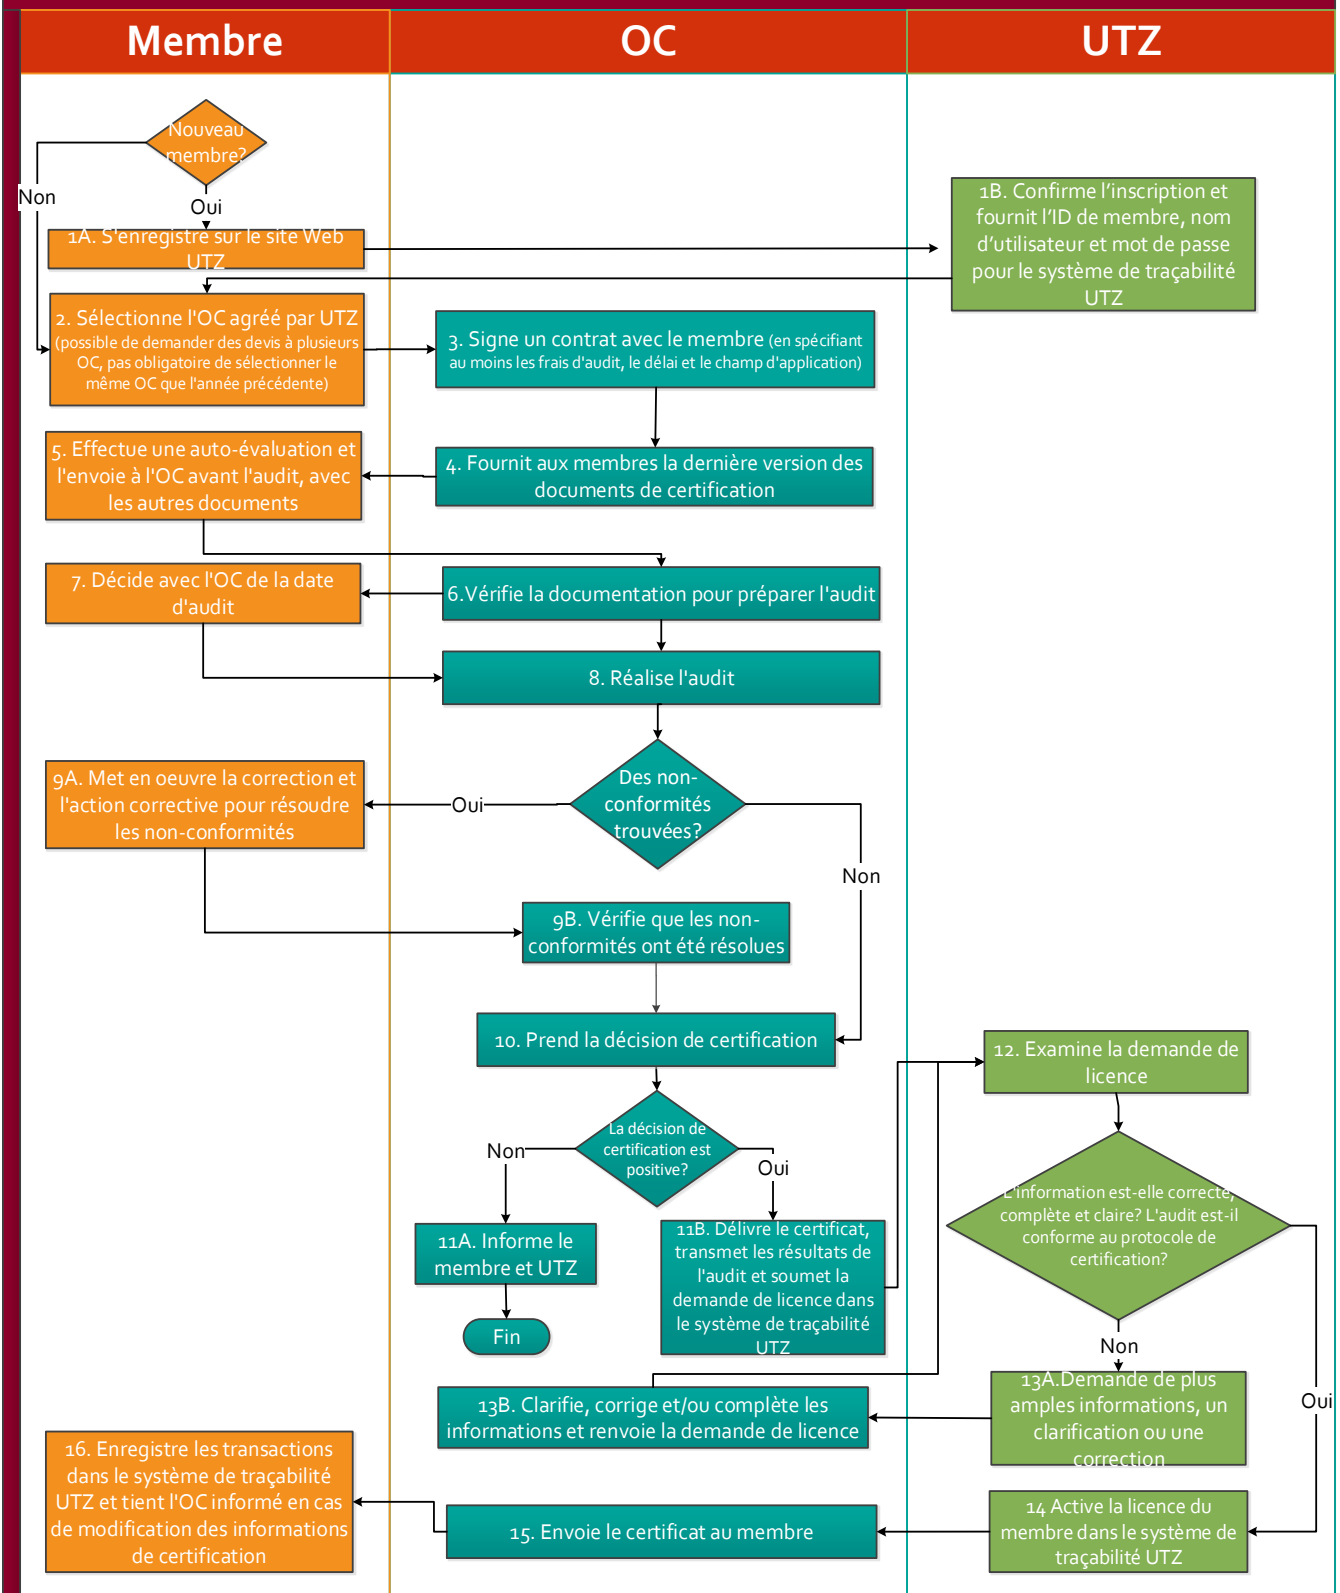 Membre
OC
UTZ
Nouveau
membre?
Non
Oui
1A. S'enregistre sur le site Web
UTZ
1B. Confirme l’inscription et
fournit l’ID de membre, nom
d’utilisateur et mot de passe
pour le système de traçabilité
UTZ
2. Sélectionne l'OC agréé par UTZ
(possible de demander des devis à plusieurs
OC, pas obligatoire de sélectionner le
même OC que l'année précédente)
3. Signe un contrat avec le membre (en spécifiant
au moins les frais d'audit, le délai et le champ d'application)
4. Fournit aux membres la dernière version des
documents de certification
5. Effectue une auto-évaluation et
l'envoie à l'OC avant l'audit, avec
les autres documents
6.Vérifie la documentation pour préparer l'audit
7. Décide avec l'OC de la date
d'audit
8. Réalise l'audit
Des non-
conformités
trouvées?
Oui
Non
9A. Met en oeuvre la correction et
l'action corrective pour résoudre
les non-conformités
9B. Vérifie que les non-
conformités ont été résolues
10. Prend la décision de certification
La décision de
certification est
positive?
Non
Oui
11A. Informe le
membre et UTZ
Fin
11B. Délivre le certificat,
transmet les résultats de
l'audit et soumet la
demande de licence dans
le système de traçabilité
UTZ
12. Examine la demande de
licence
L'information est-elle correcte,
complète et claire? L'audit est-il
conforme au protocole de
certification?
Non
Oui
13A.Demande de plus
amples informations, un
clarification ou une
correction
13B. Clarifie, corrige et/ou complète les
informations et renvoie la demande de licence
14 Active la licence du
membre dans le système de
traçabilité UTZ
15. Envoie le certificat au membre
16. Enregistre les transactions
dans le système de traçabilité
UTZ et tient l'OC informé en cas
de modification des informations
de certification